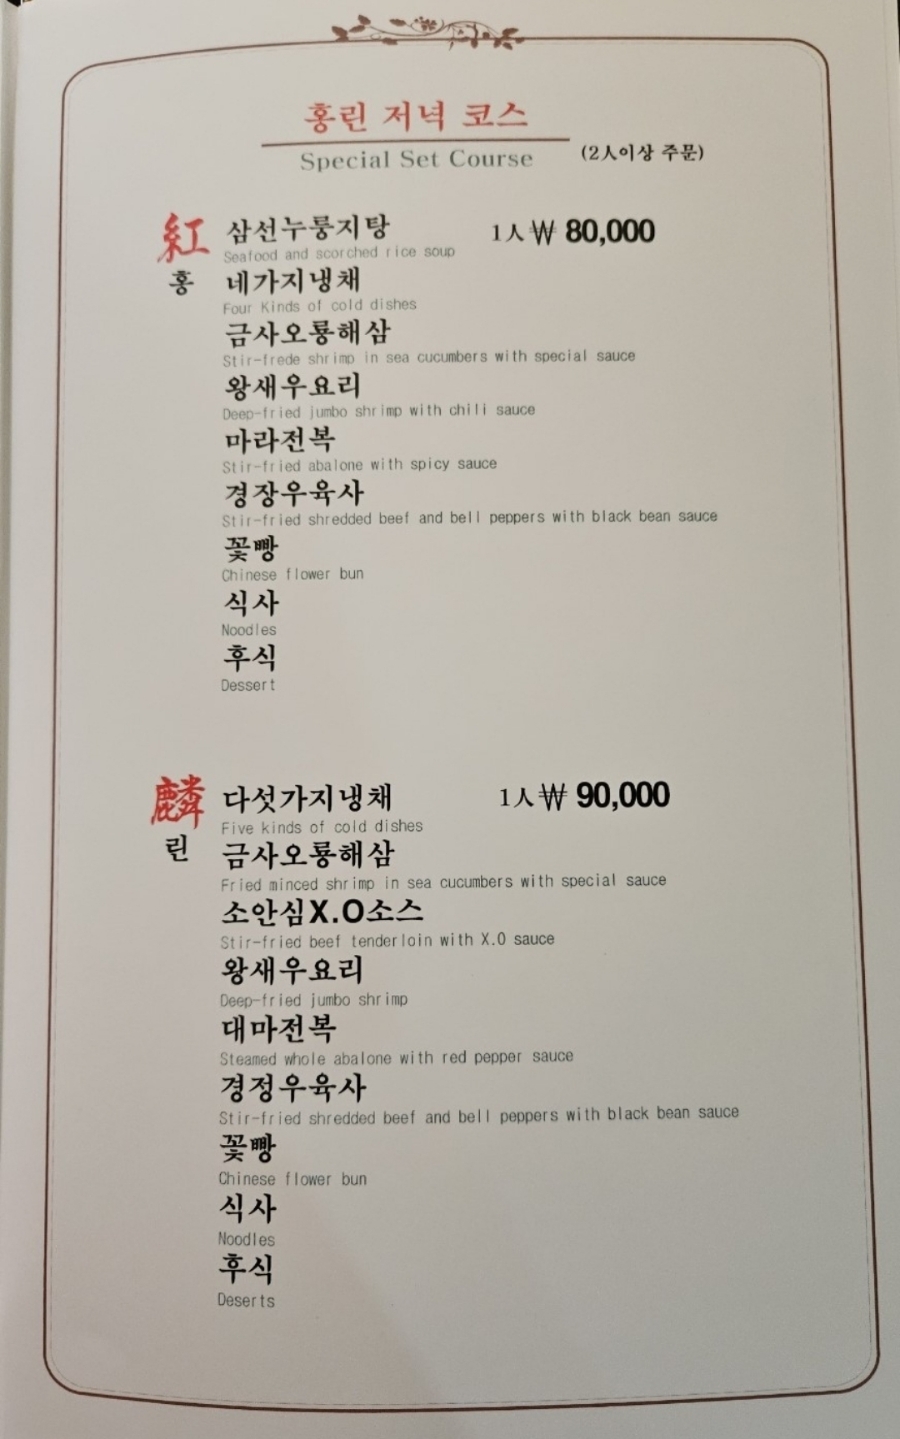 홍린 저녁 코스
Special Set Course (2人이상 주문)
紅 삼선누룽지탕 1人 ₩ 80,000
Seafood and scorched rice soup
홍 네가지냉채
Four Kinds of cold dishes
금사오룡해삼
Stir-frede shrimp in sea cucumbers with special sauce
왕새우요리
Deep-fried jumbo shrimp with chili sauce
마라전복
Stir-fried abalone with spicy sauce
경장우육사
Stir-fried shredded beef and bell peppers with black bean sauce
꽃빵
Chinese flower bun
식사
Noodles
후식
Dessert
麟 다섯가지냉채 1人 ₩ 90,000
Five kinds of cold dishes
린 금사오룡해삼
Fried minced shrimp in sea cucumbers with special sauce
소안심X.O소스
Stir-fried beef tenderloin with X.O sauce
왕새우요리
Deep-fried jumbo shrimp
대마전복
Steamed whole abalone with red pepper sauce
경정우육사
Stir-fried shredded beef and bell peppers with black bean sauce
꽃빵
Chinese flower bun
식사
Noodles
후식
Deserts